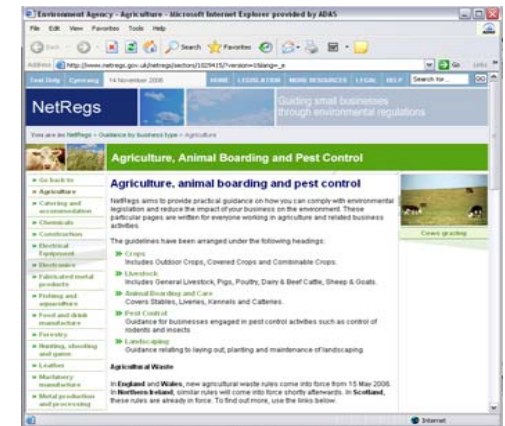 Environment Agency - Agriculture - Microsoft Internet Explorer provided by ADAS
File Edit View Favorites Tools Help
Back Search Favorites
Address http://www.netregs.gov.uk/netregs/sectors/1029415/?version=1&lang=_e Go Links
Text Only Cymraeg 14 November 2006 HOME LEGISLATION MORE RESOURCES LEGAL HELP Search for... GO
NetRegs
Guiding small businesses
through environmental regulations
You are in: NetRegs > Guidance by business type > Agriculture
Agriculture, Animal Boarding and Pest Control
Go back to
Agriculture
Catering and
accommodation
Chemicals
Construction
Electrical
Equipment
Electronics
Fabricated metal
products
Fishing and
aquaculture
Food and drink
manufacture
Forestry
Hunting, shooting
and game
Leather
Machinery
manufacture
Metal production
and processing
Agriculture, animal boarding and pest control
NetRegs aims to provide practical guidance on how you can comply with environmental
legislation and reduce the impact of your business on the environment. These
particular pages are written for everyone working in agriculture and related business
activities.
The guidelines have been arranged under the following headings:
Crops
Includes Outdoor Crops, Covered Crops and Combinable Crops.
Livestock
Includes General Livestock, Pigs, Poultry, Dairy & Beef Cattle, Sheep & Goats.
Animal Boarding and Care
Covers Stables, Liveries, Kennels and Catteries.
Pest Control
Guidance for businesses engaged in pest control activities such as control of
rodents and insects
Landscaping
Guidance relating to laying out, planting and maintenance of landscaping.
Agricultural Waste
In England and Wales, new agricultural waste rules come into force from 15 May 2006.
In Northern Ireland, similar rules will come into force shortly afterwards. In Scotland,
these rules are already in force. To find out more, use the links below.
Cows grazing
Internet